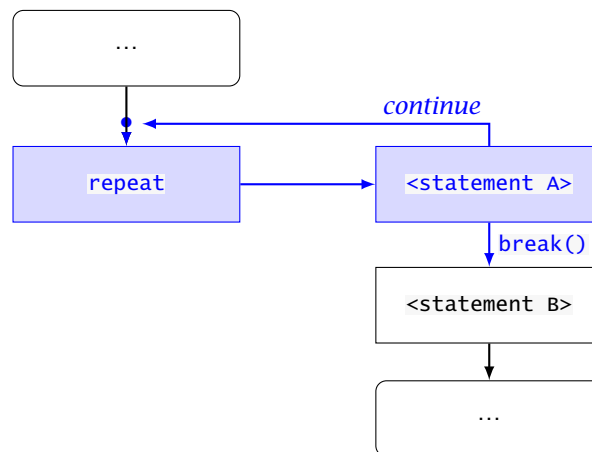 ...
continue
repeat
<statement A>
break()
<statement B>
...